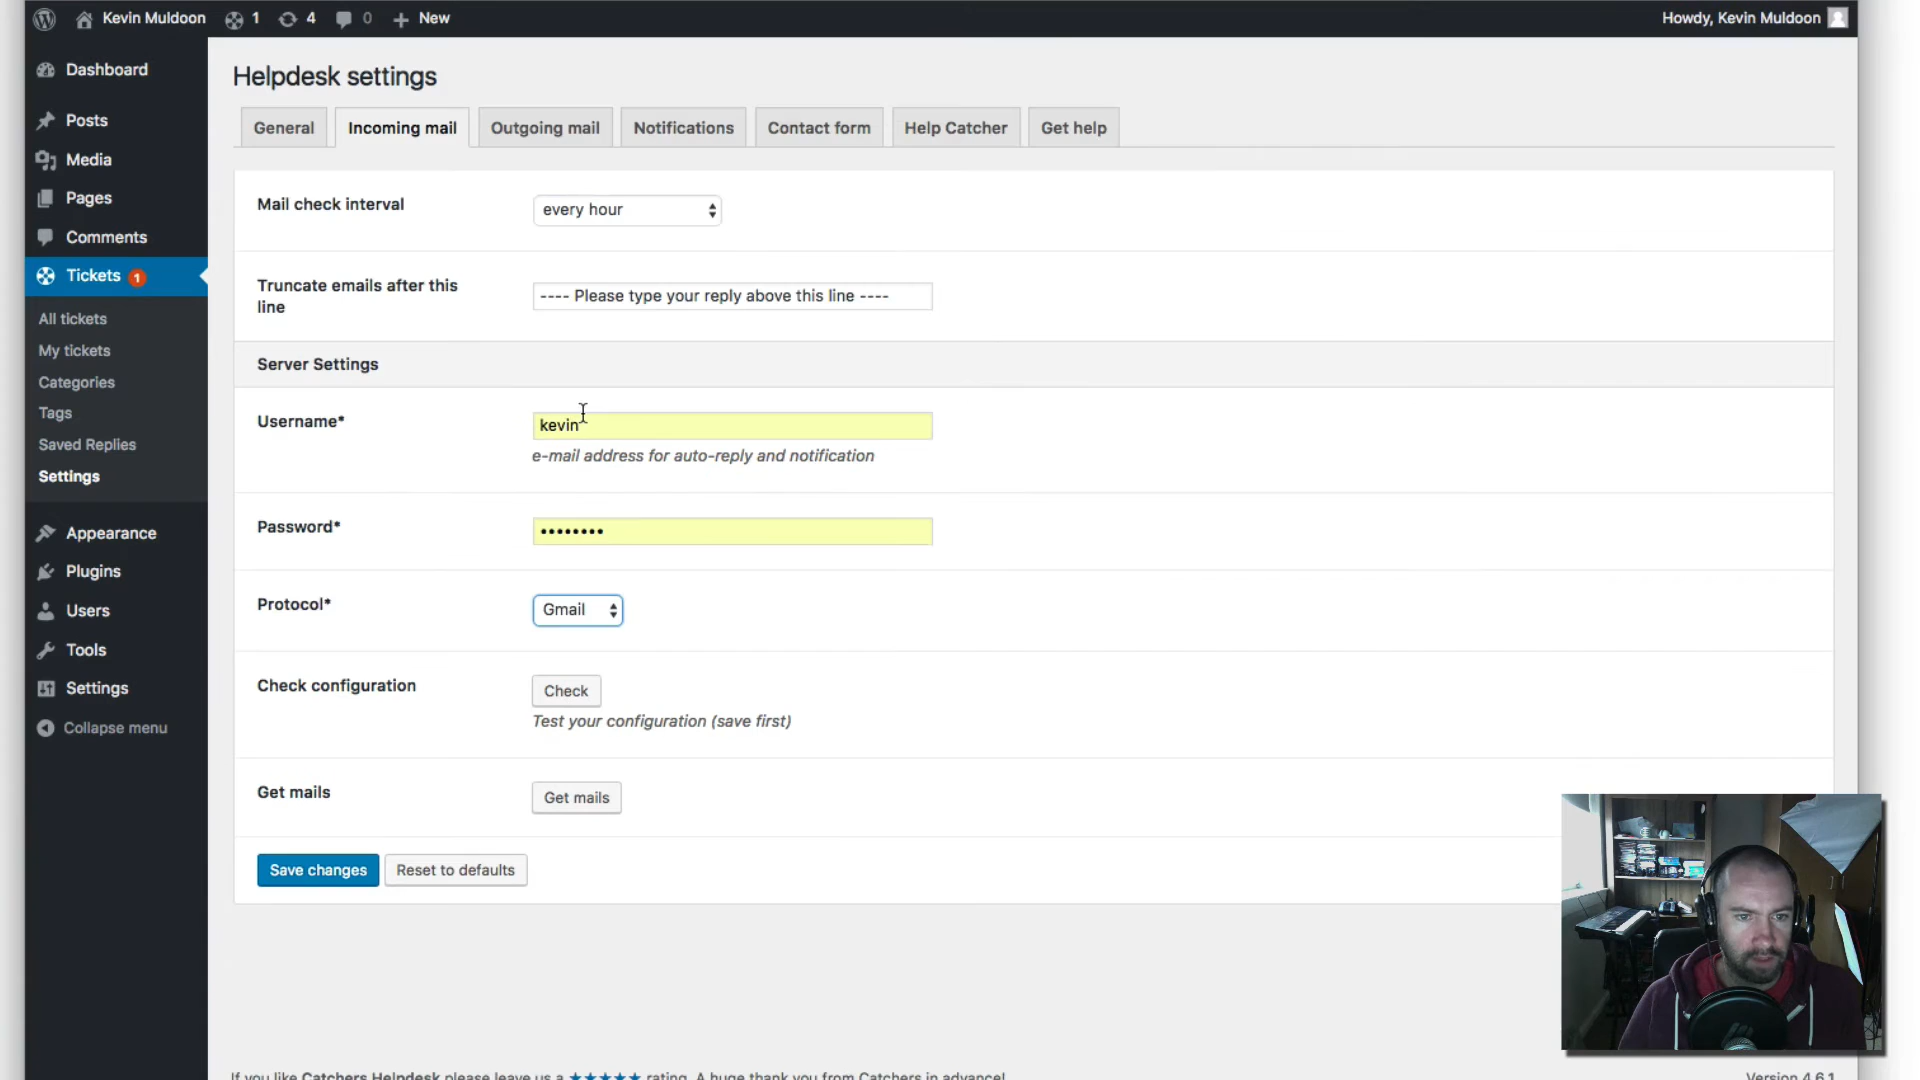 Kevin Muldoon 1 4 0 New Howdy, Kevin Muldoon
Dashboard
Posts
Media
Pages
Comments
Tickets 1
All tickets
My tickets
Categories
Tags
Saved Replies
Settings
Appearance
Plugins
Users
Tools
Settings
Collapse menu
Helpdesk settings
General Incoming mail Outgoing mail Notifications Contact form Help Catcher Get help
Mail check interval every hour
Truncate emails after this
line
---- Please type your reply above this line ----
Server Settings
Username* kevin
e-mail address for auto-reply and notification
Password* ••••••••
Protocol* Gmail
Check configuration Check
Test your configuration (save first)
Get mails Get mails
Save changes Reset to defaults
If you like Catchers Helpdesk please leave us a ★★★★★ rating. A huge thank you from Catchers in advance! Version 4.6.1